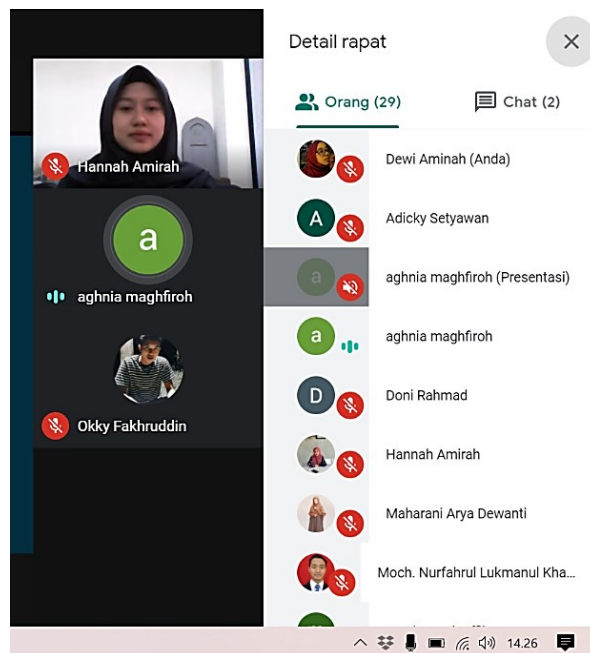 Detail rapat
Orang (29)
Chat (2)
Hannah Amirah
a
aghnia maghfiroh
Okky Fakhruddin
Dewi Aminah (Anda)
A
Adicky Setyawan
a
aghnia maghfiroh (Presentasi)
a
aghnia maghfiroh
D
Doni Rahmad
Hannah Amirah
Maharani Arya Dewanti
Moch. Nurfahrul Lukmanul Kha...
14.26